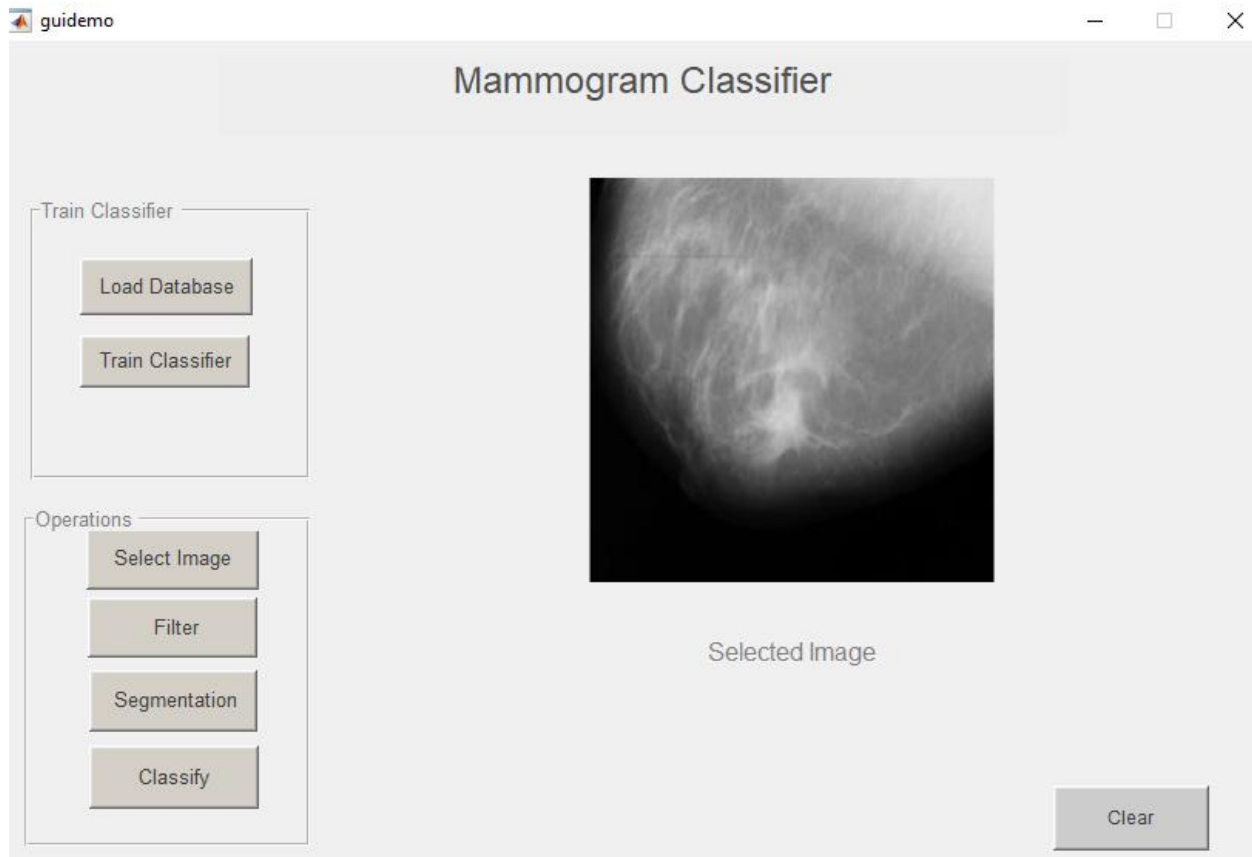 guidemo
Mammogram Classifier
Train Classifier
Load Database
Train Classifier
Operations
Select Image
Filter
Segmentation
Classify
Selected Image
Clear